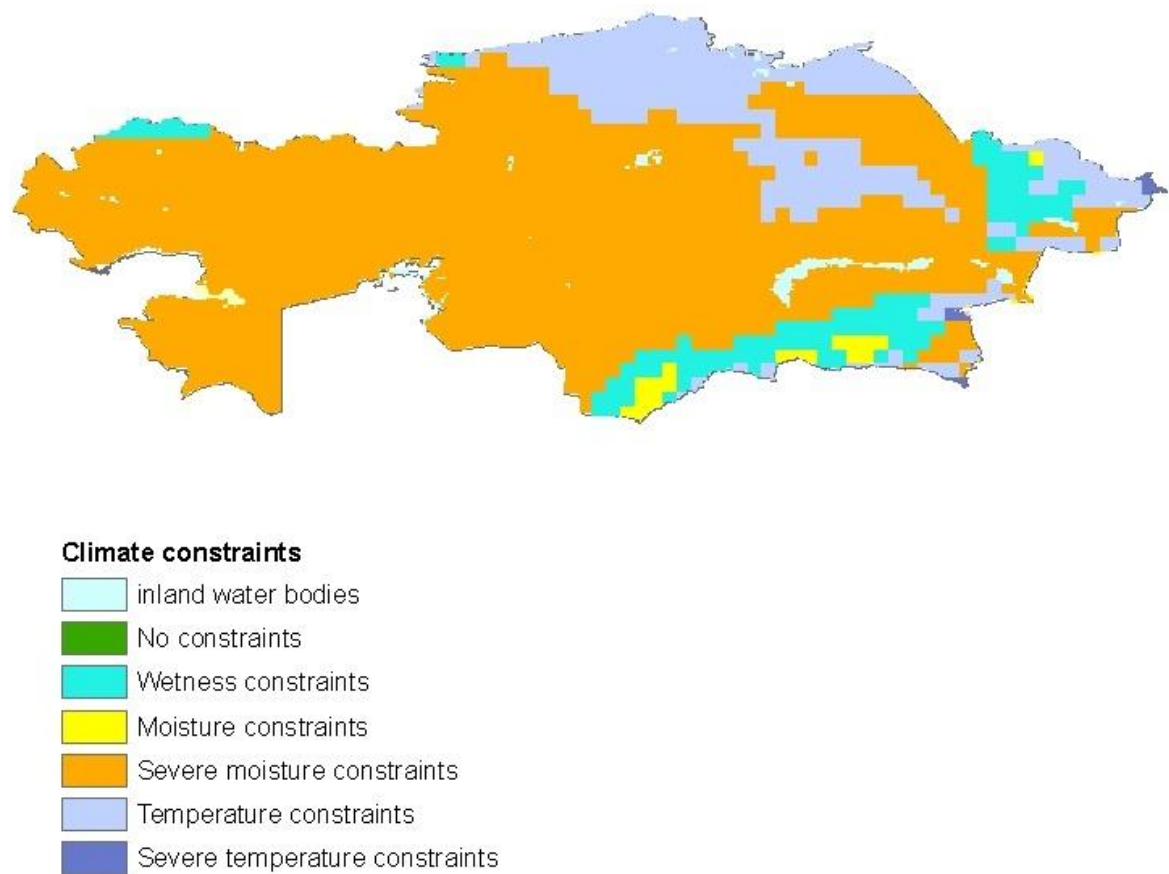 Climate constraints
inland water bodies
No constraints
Wetness constraints
Moisture constraints
Severe moisture constraints
Temperature constraints
Severe temperature constraints